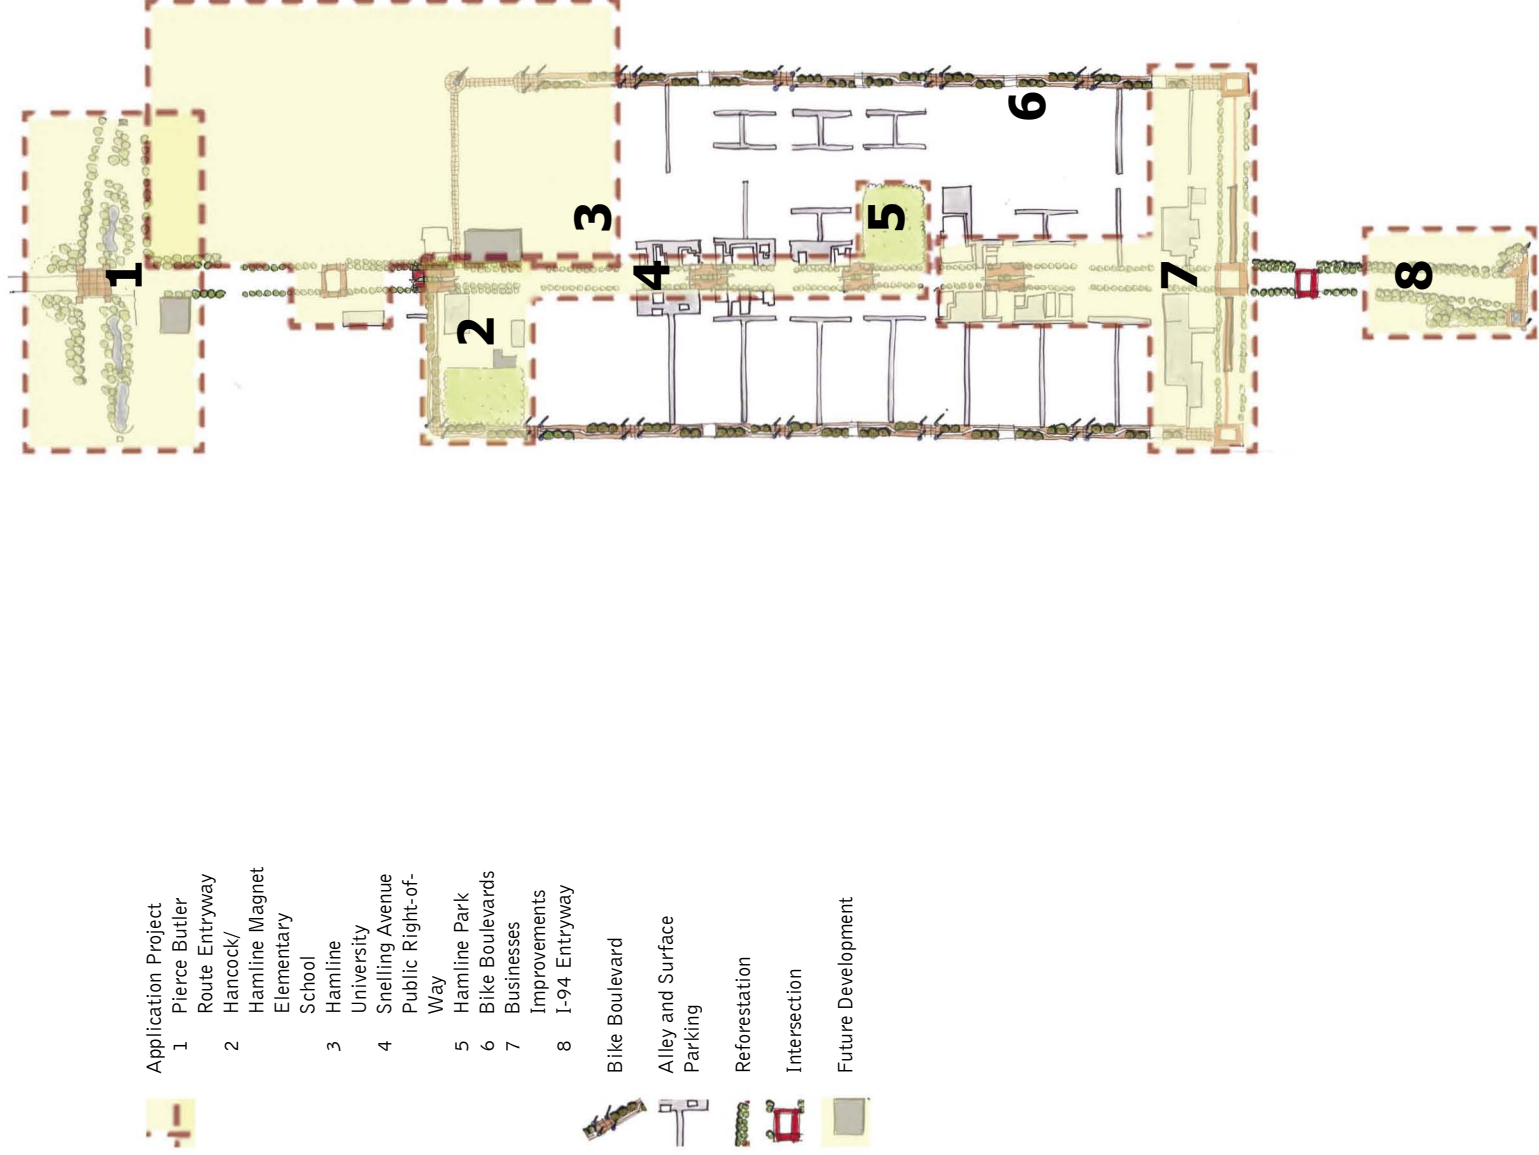 Application Project
1 Pierce Butler
Route Entryway
2 Hancock/
Hamline Magnet
Elementary
School
3 Hamline
University
4 Snelling Avenue
Public Right-of-
Way
5 Hamline Park
6 Bike Boulevards
7 Businesses
Improvements
8 I-94 Entryway
Bike Boulevard
Alley and Surface
Parking
Reforestation
Intersection
Future Development
1
2
3
4
5
6
7
8